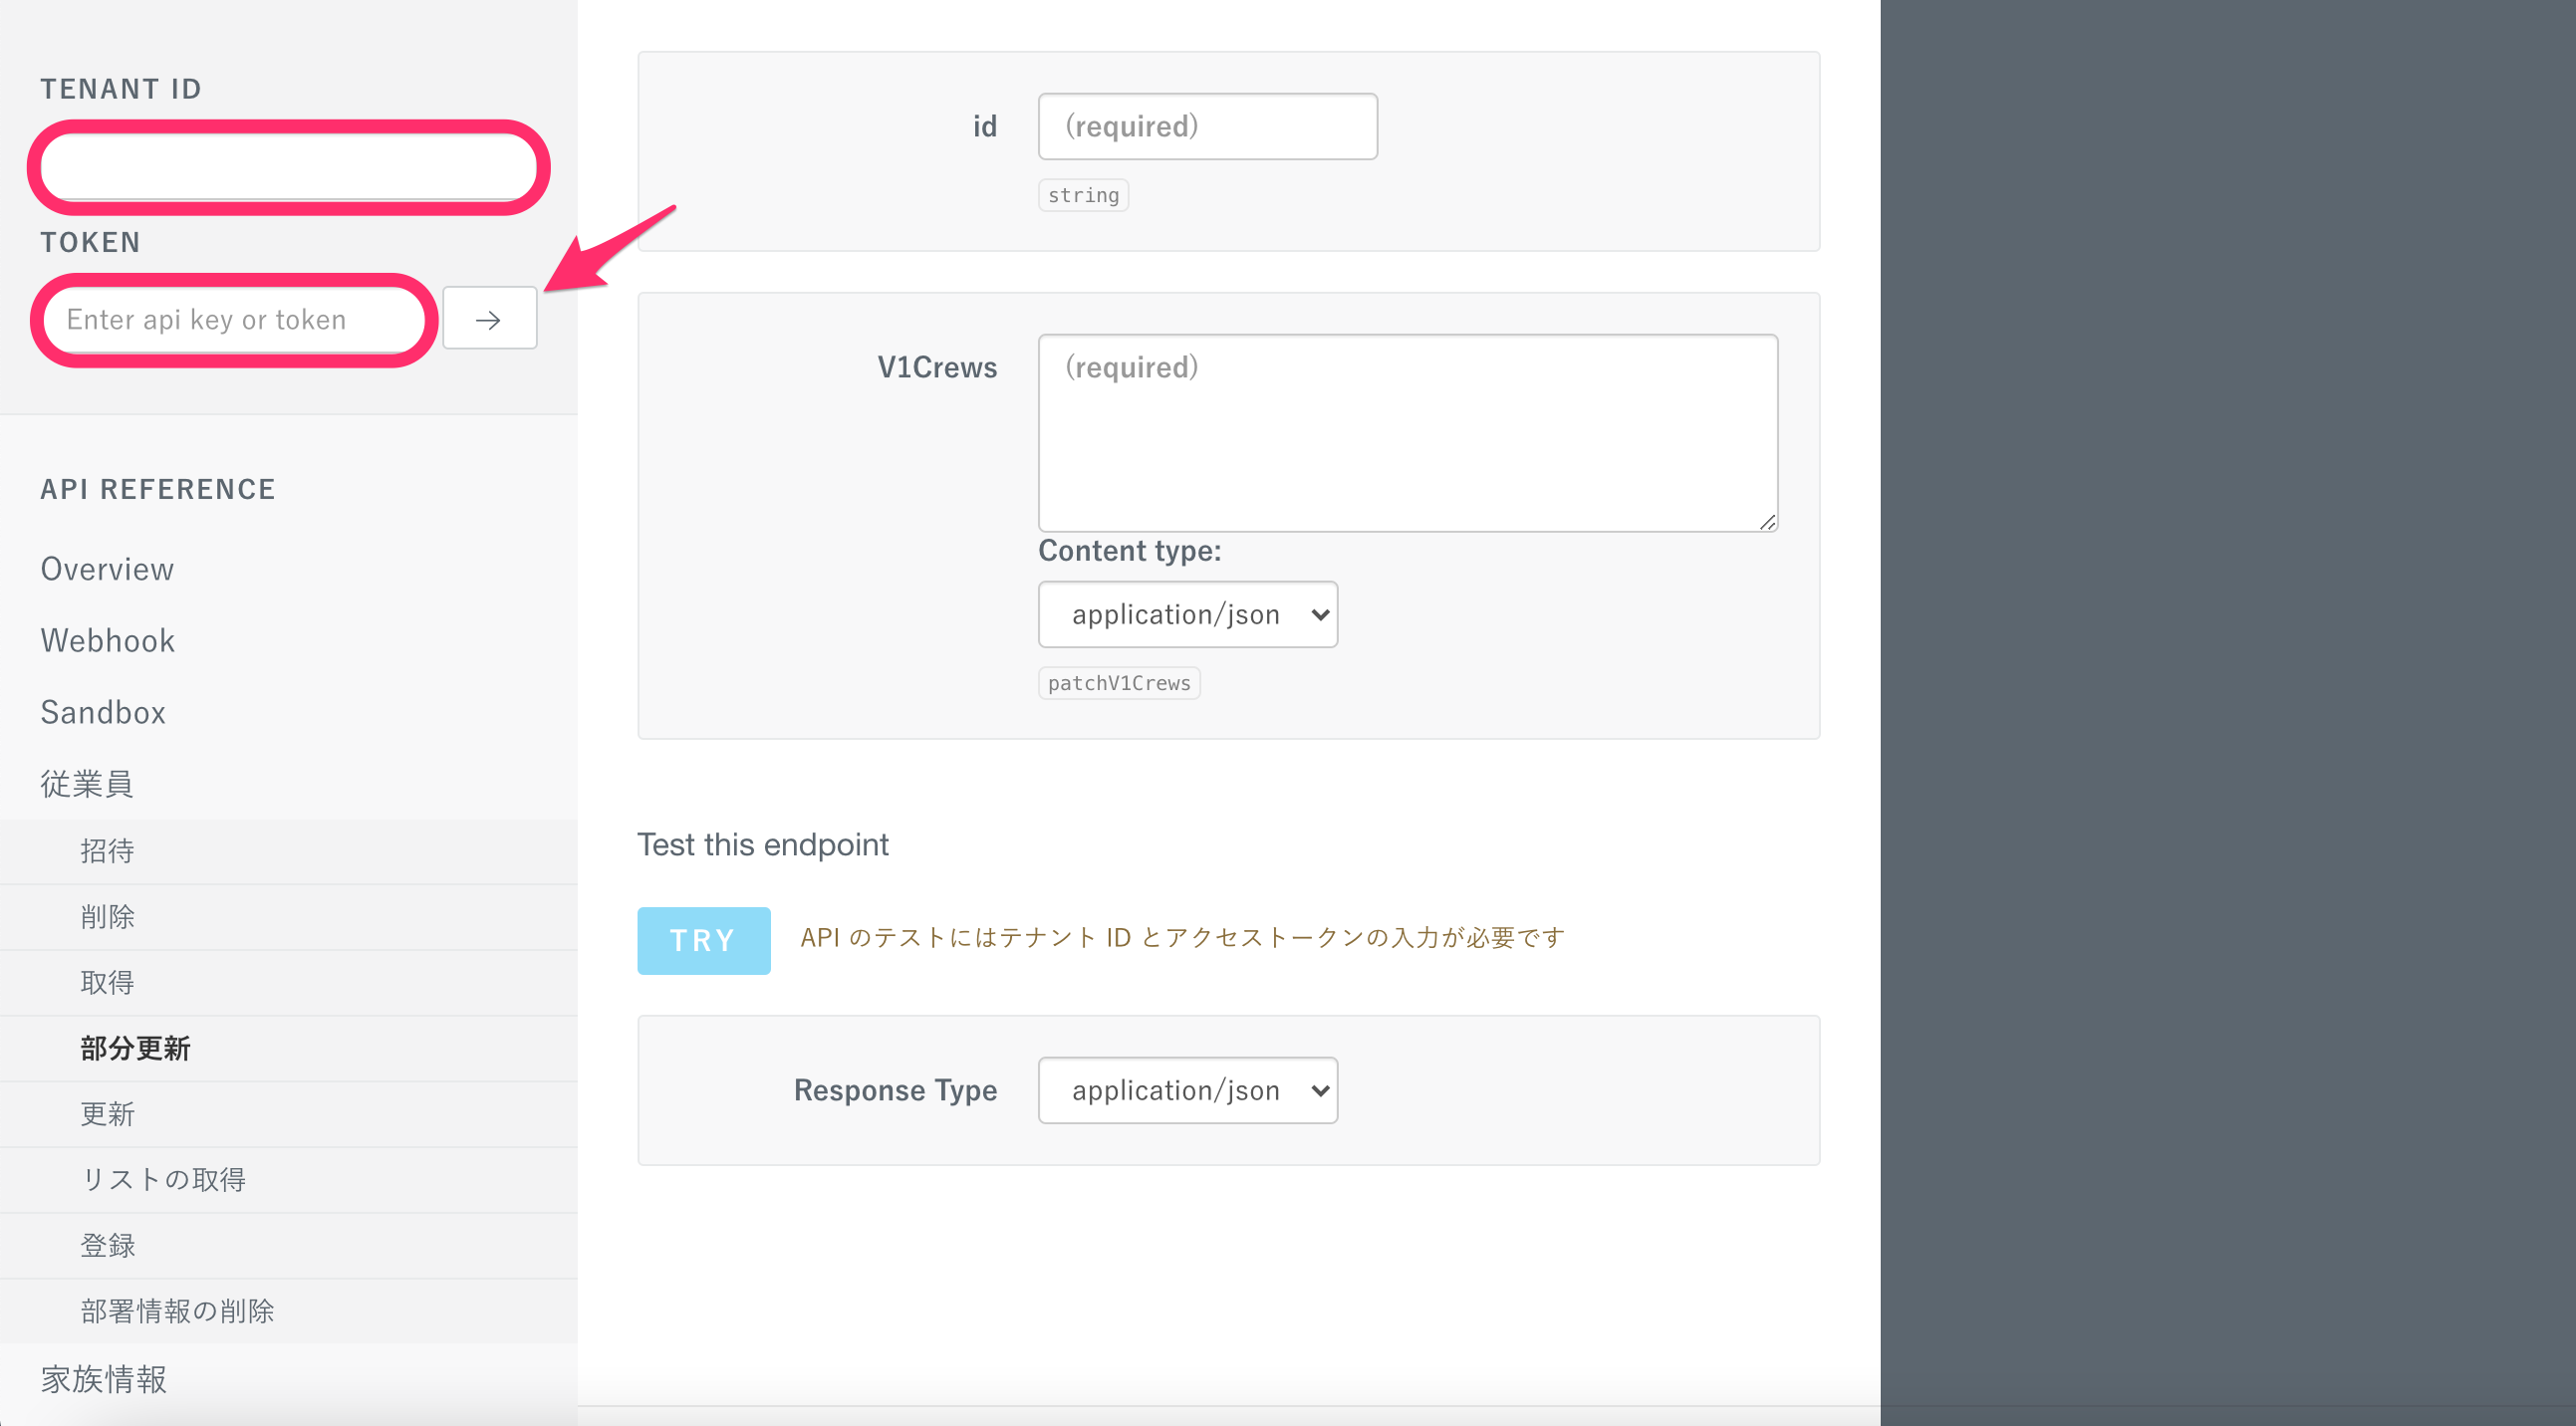 TENANT ID
TOKEN
Enter api key or token
API REFERENCE
Overview
Webhook
Sandbox
従業員
招待
削除
取得
部分更新
更新
リストの取得
登録
部署情報の削除
家族情報
id
(required)
string
V1Crews
(required)
Content type:
application/json
patchV1Crews
Test this endpoint
TRY
API のテストにはテナント ID とアクセストークンの入力が必要です
Response Type
application/json